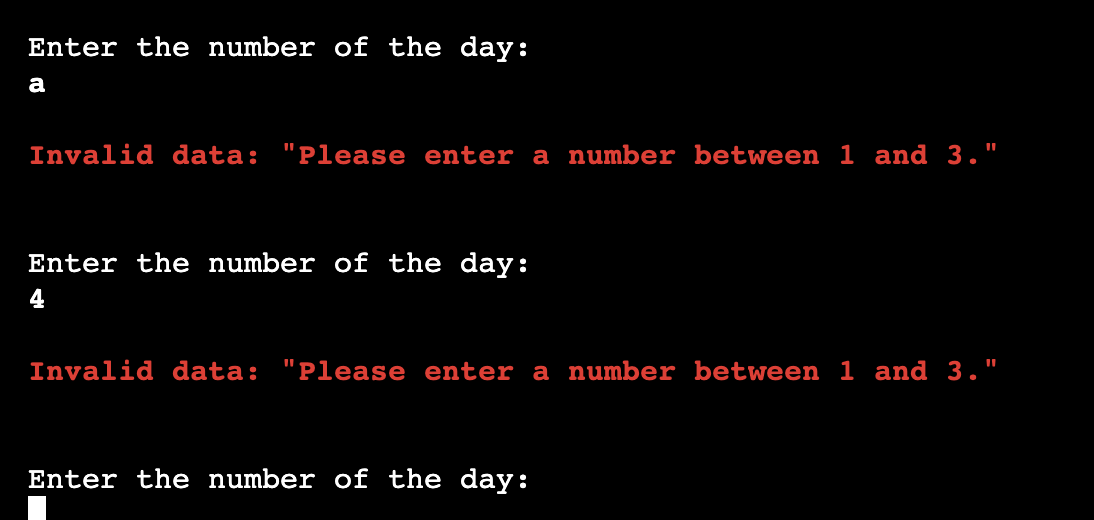 Enter the number of the day:
a
Invalid data: "Please enter a number between 1 and 3."
Enter the number of the day:
4
Invalid data: "Please enter a number between 1 and 3."
Enter the number of the day: